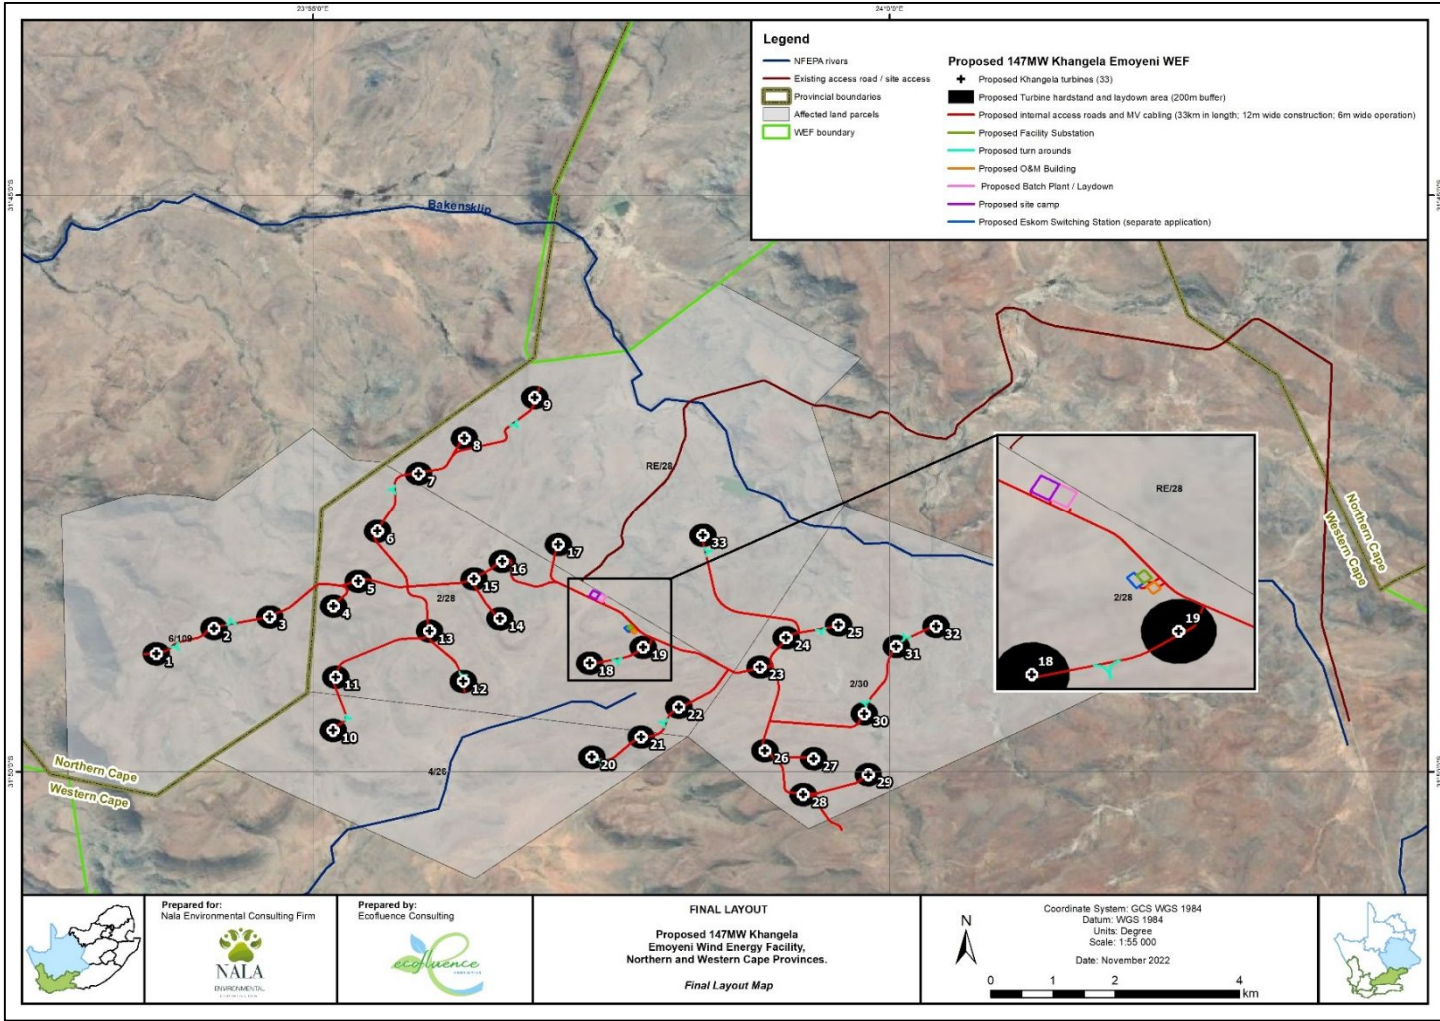 23°55'0"E
24°0'0"E
Legend
NFEPA rivers
Existing access road / site access
Provincial boundaries
Affected land parcels
WEF boundary
Proposed 147MW Khangela Emoyeni WEF
Proposed Khangela turbines (33)
Proposed Turbine hardstand and laydown area (200m buffer)
Proposed internal access roads and MV cabling (33km in length; 12m wide construction; 6m wide operation)
Proposed Facility Substation
Proposed turn arounds
Proposed O&M Building
Proposed Batch Plant / Laydown
Proposed site camp
Proposed Eskom Switching Station (separate application)
31°45'0"S
31°45'0"S
Bakensklip
9
8
7
RE/28
6
33
17
16
15
5
2/28
4
14
3
2
6/109
1
13
11
12
10
18
19
22
21
20
4/26
23
24
25
31
32
2/30
30
26
27
28
29
RE/28
2/28
19
18
Northern Cape
Western Cape
Northern Cape
Western Cape
31°50'0"S
31°50'0"S
Prepared for:
Nala Environmental Consulting Firm
NALA
ENVIRONMENTAL
Prepared by:
Ecofluence Consulting
ecofluence
FINAL LAYOUT
Proposed 147MW Khangela
Emoyeni Wind Energy Facility,
Northern and Western Cape Provinces.
Final Layout Map
N
Coordinate System: GCS WGS 1984
Datum: WGS 1984
Units: Degree
Scale: 1:55 000
Date: November 2022
0 1 2 4
km